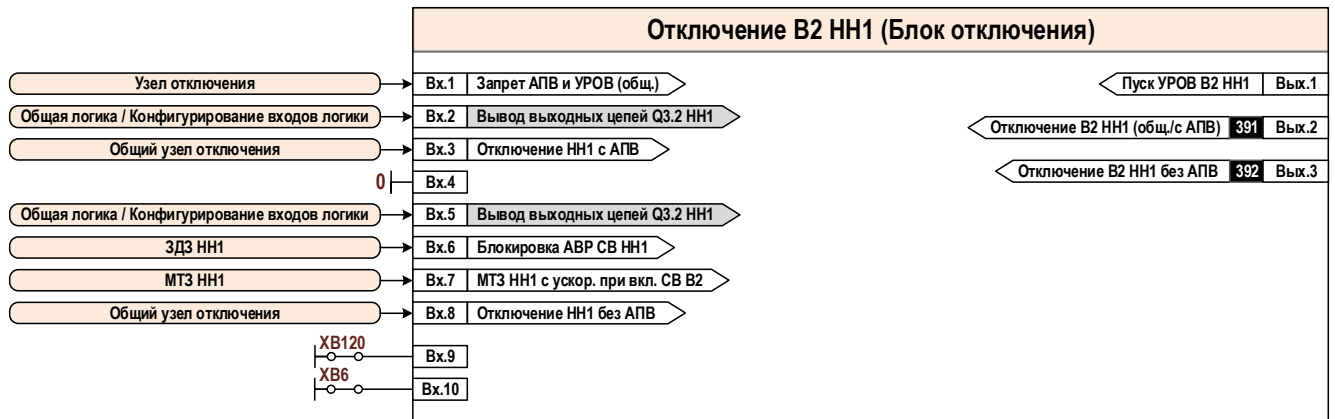 Отключение В2 НН1 (Блок отключения)
Узел отключения Вх.1 Запрет АПВ и УРОВ (общ.) Пуск УРОВ В2 НН1 Вых.1
Общая логика / Конфигурирование входов логики Вх.2 Вывод выходных цепей Q3.2 НН1
Отключение В2 НН1 (общ./с АПВ) 391 Вых.2
Общий узел отключения Вх.3 Отключение НН1 с АПВ
Отключение В2 НН1 без АПВ 392 Вых.3
0 Вх.4
Общая логика / Конфигурирование входов логики Вх.5 Вывод выходных цепей Q3.2 НН1
ЗДЗ НН1 Вх.6 Блокировка АВР СВ НН1
МТЗ НН1 Вх.7 МТЗ НН1 с ускор. при вкл. СВ В2
Общий узел отключения Вх.8 Отключение НН1 без АПВ
XB120 Вх.9
XB6 Вх.10